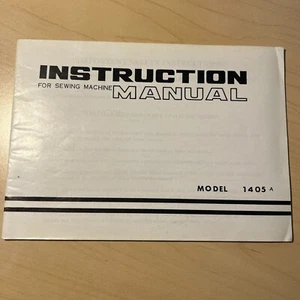 INSTRUCTION
FOR SEWING MACHINE MANUAL
MODEL 1405 A